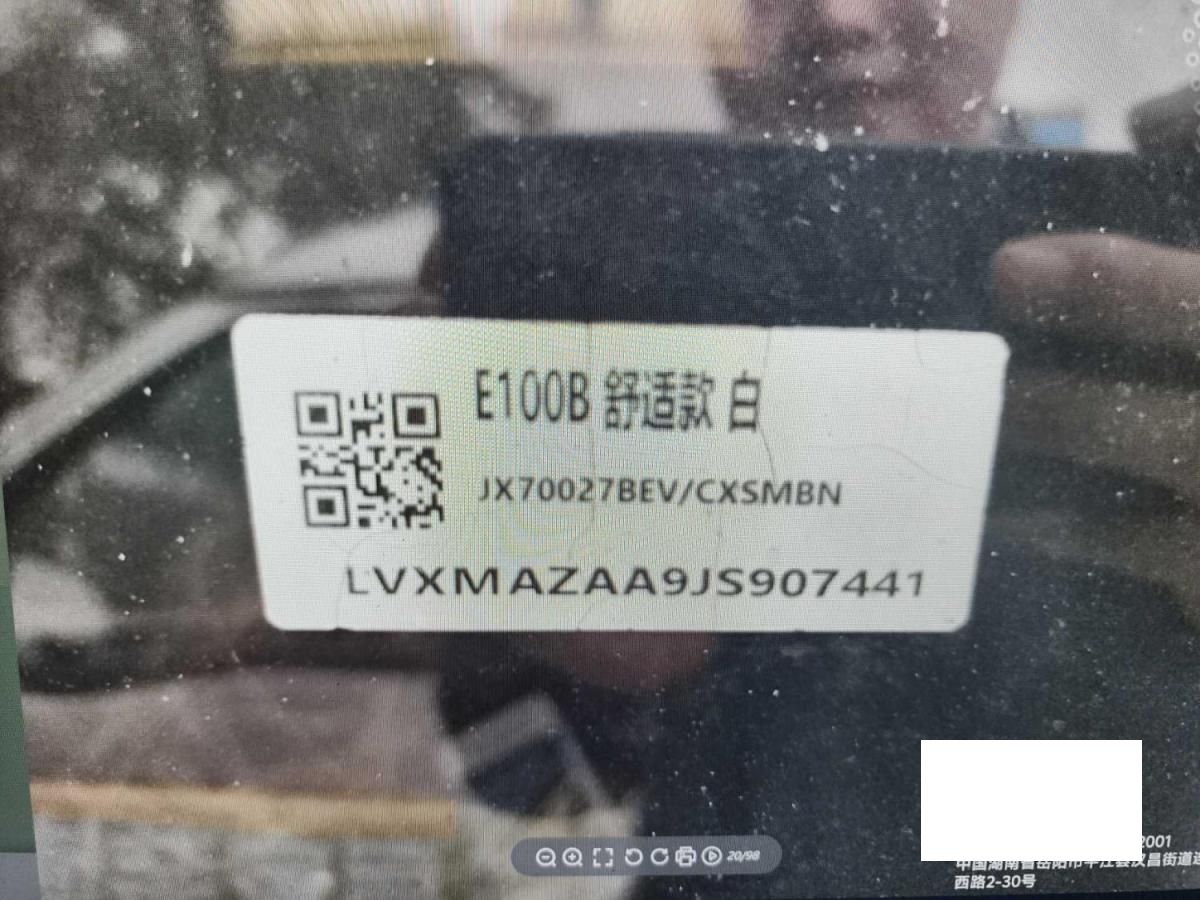 E100B 舒适款 白
JX70027BEV/CXSMBN
LVXMAZAA9JS907441
20/98
2001
中国湖南省岳阳市平江县汉昌街道
西路2-30号